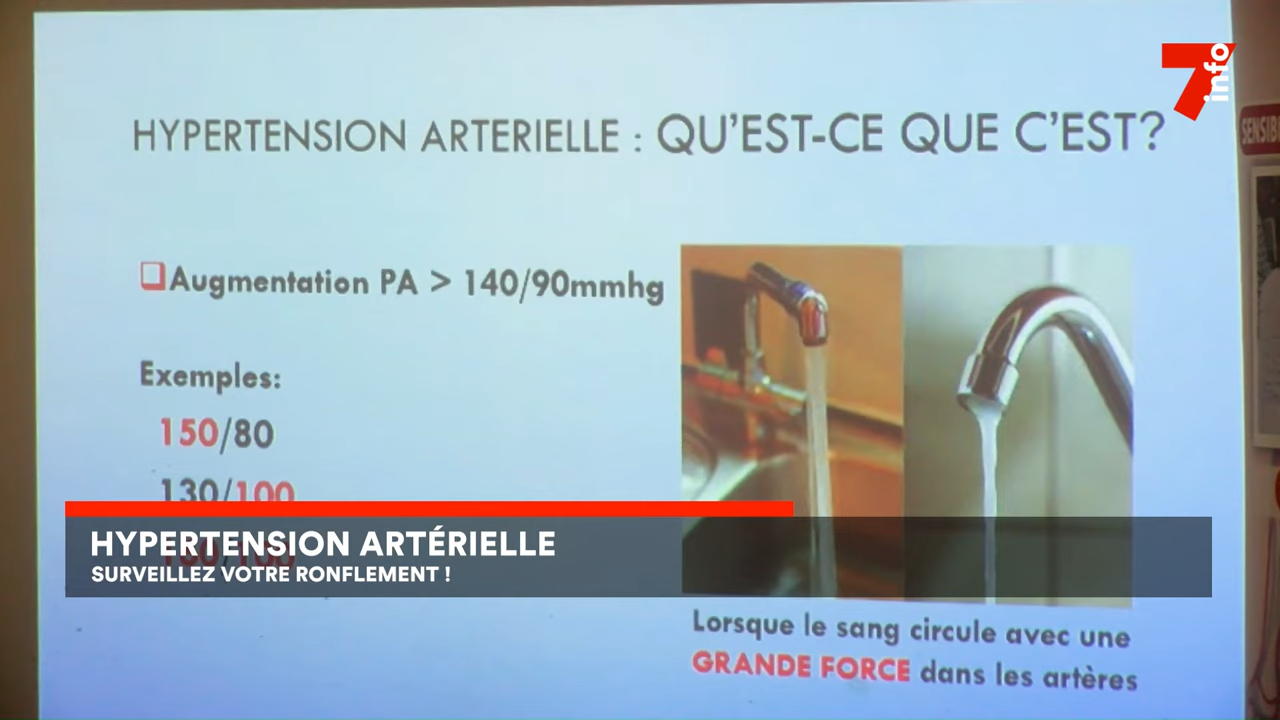 7 info
HYPERTENSION ARTERIELLE : QU'EST-CE QUE C'EST?
❑Augmentation PA > 140/90mmhg
Exemples:
150/80
130/100
HYPERTENSION ARTÉRIELLE
SURVEILLEZ VOTRE RONFLEMENT !
Lorsque le sang circule avec une
GRANDE FORCE dans les artères